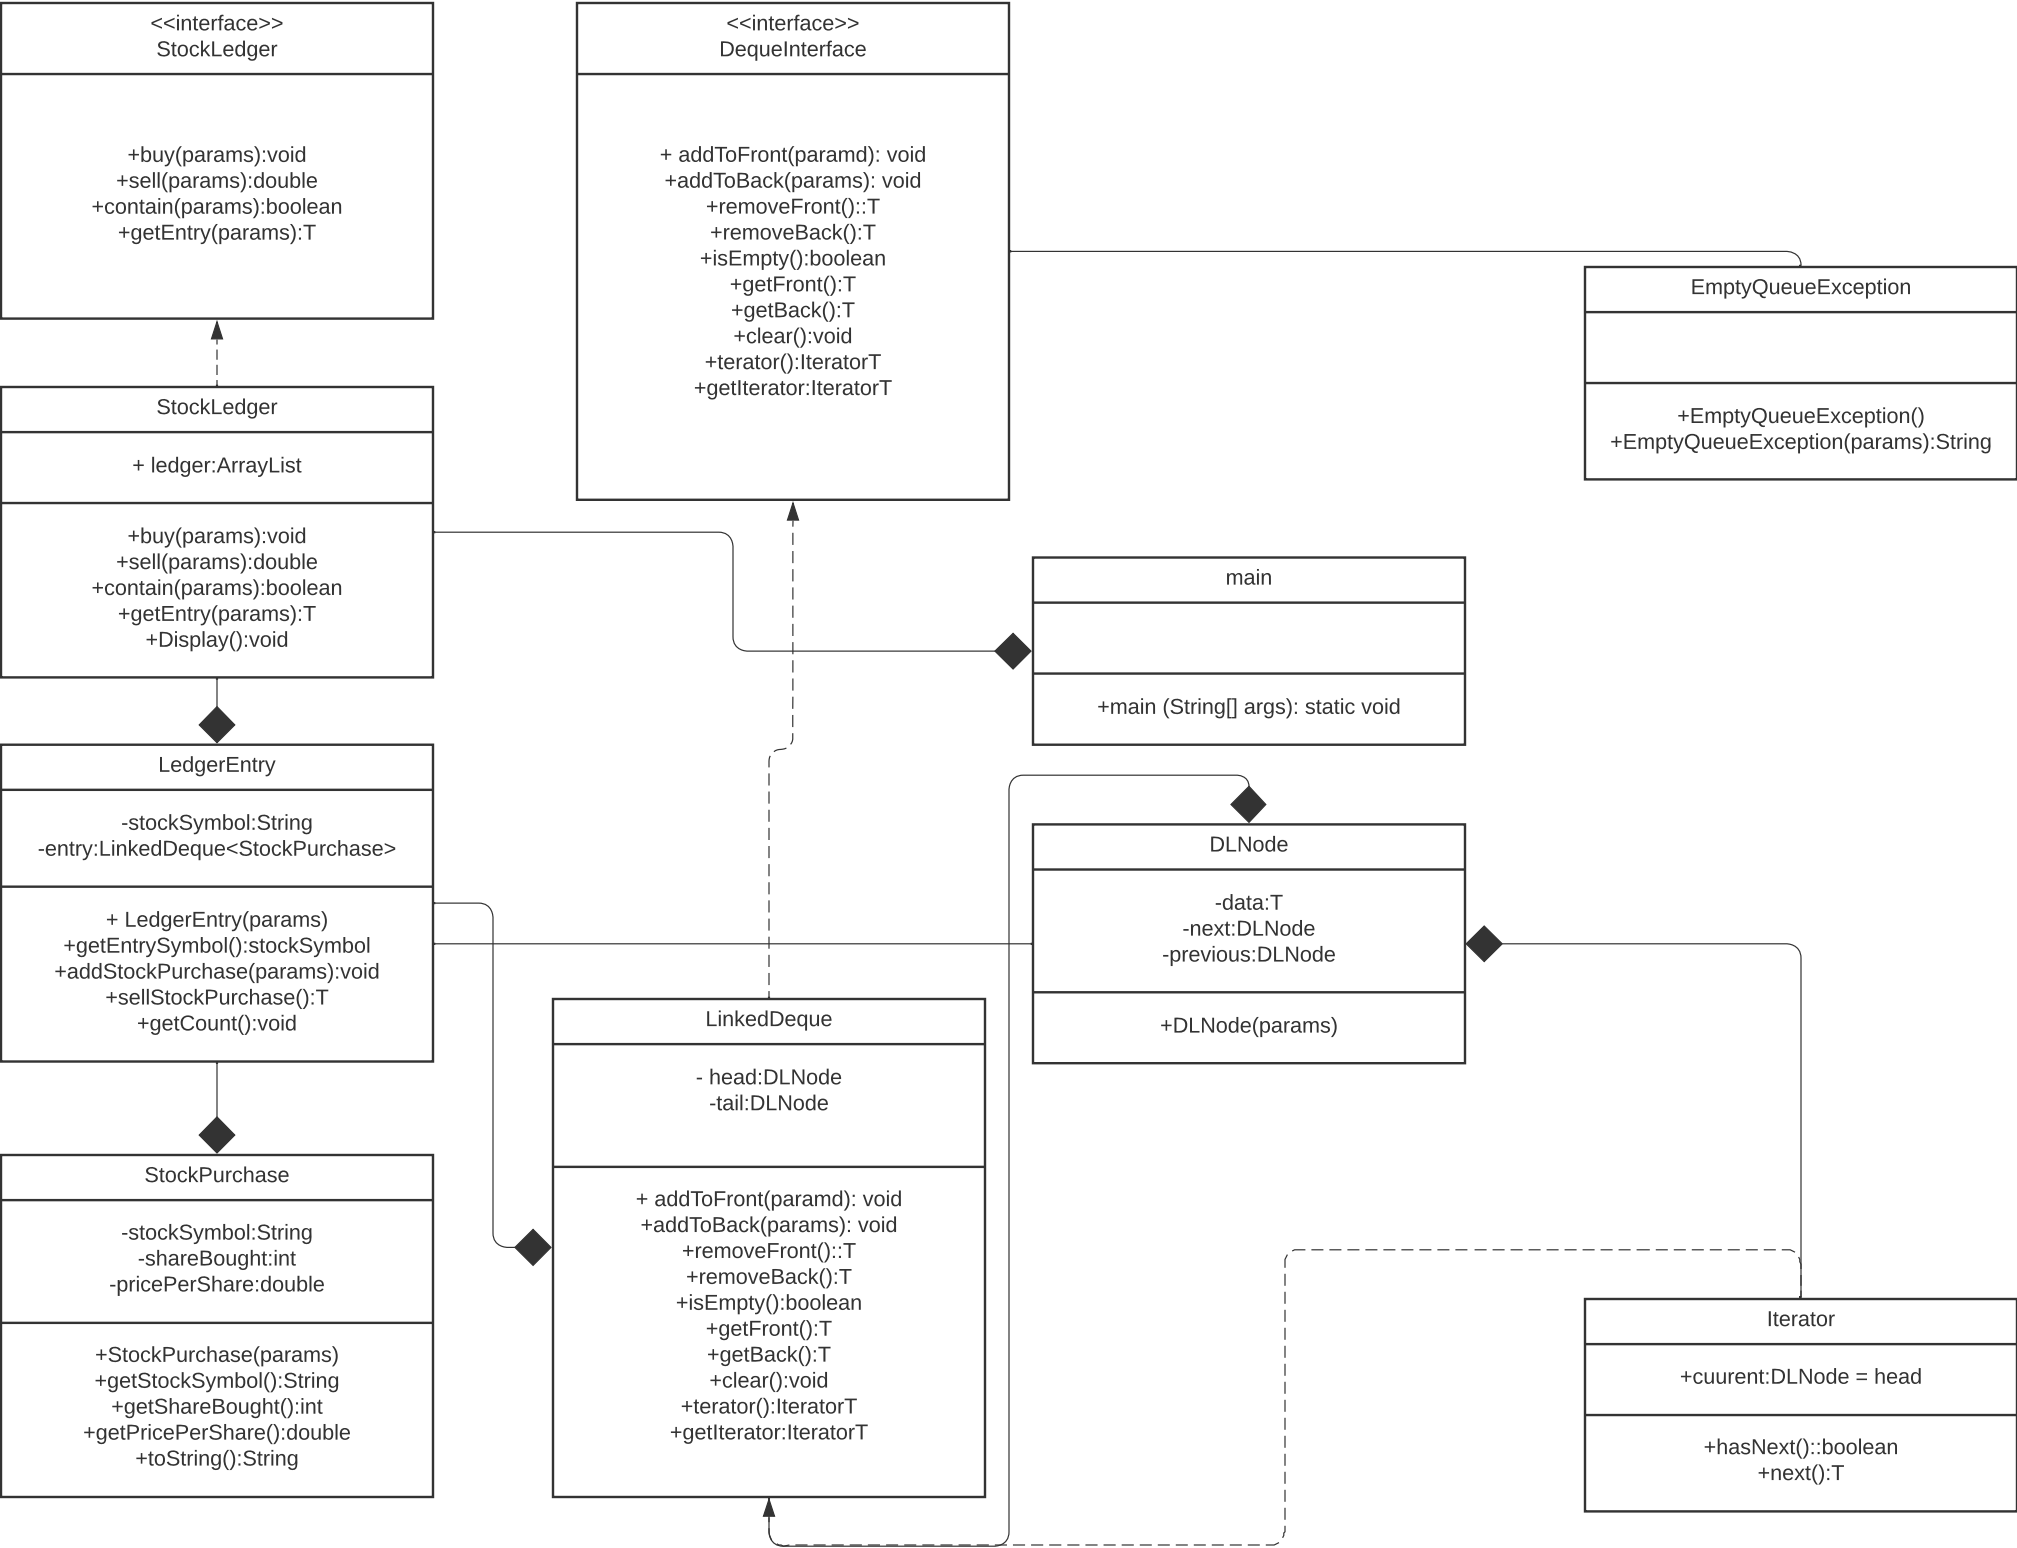 <<interface>>
StockLedger
+buy(params):void
+sell(params):double
+contain(params):boolean
+getEntry(params):T
<<interface>>
DequeInterface
+ addToFront(paramd): void
+addToBack(params): void
+removeFront()::T
+removeBack():T
+isEmpty():boolean
+getFront():T
+getBack():T
+clear():void
+terator():IteratorT
+getIterator:IteratorT
EmptyQueueException
+EmptyQueueException()
+EmptyQueueException(params):String
StockLedger
+ ledger:ArrayList
+buy(params):void
+sell(params):double
+contain(params):boolean
+getEntry(params):T
+Display():void
main
+main (String[] args): static void
LedgerEntry
-stockSymbol:String
-entry:LinkedDeque<StockPurchase>
+ LedgerEntry(params)
+getEntrySymbol():stockSymbol
+addStockPurchase(params):void
+sellStockPurchase():T
+getCount():void
DLNode
-data:T
-next:DLNode
-previous:DLNode
+DLNode(params)
LinkedDeque
- head:DLNode
-tail:DLNode
+ addToFront(paramd): void
+addToBack(params): void
+removeFront()::T
+removeBack():T
+isEmpty():boolean
+getFront():T
+getBack():T
+clear():void
+terator():IteratorT
+getIterator:IteratorT
StockPurchase
-stockSymbol:String
-shareBought:int
-pricePerShare:double
+StockPurchase(params)
+getStockSymbol():String
+getShareBought():int
+getPricePerShare():double
+toString():String
Iterator
+cuurent:DLNode = head
+hasNext()::boolean
+next():T